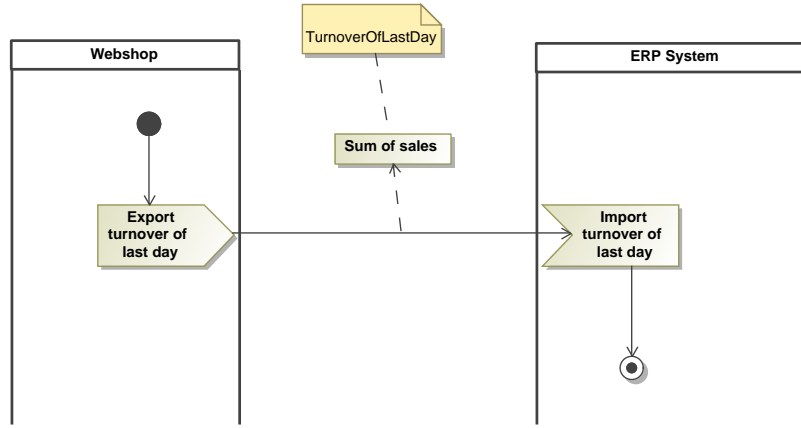 TurnoverOfLastDay
Webshop
ERP System
Sum of sales
Export
turnover of
last day
Import
turnover of
last day